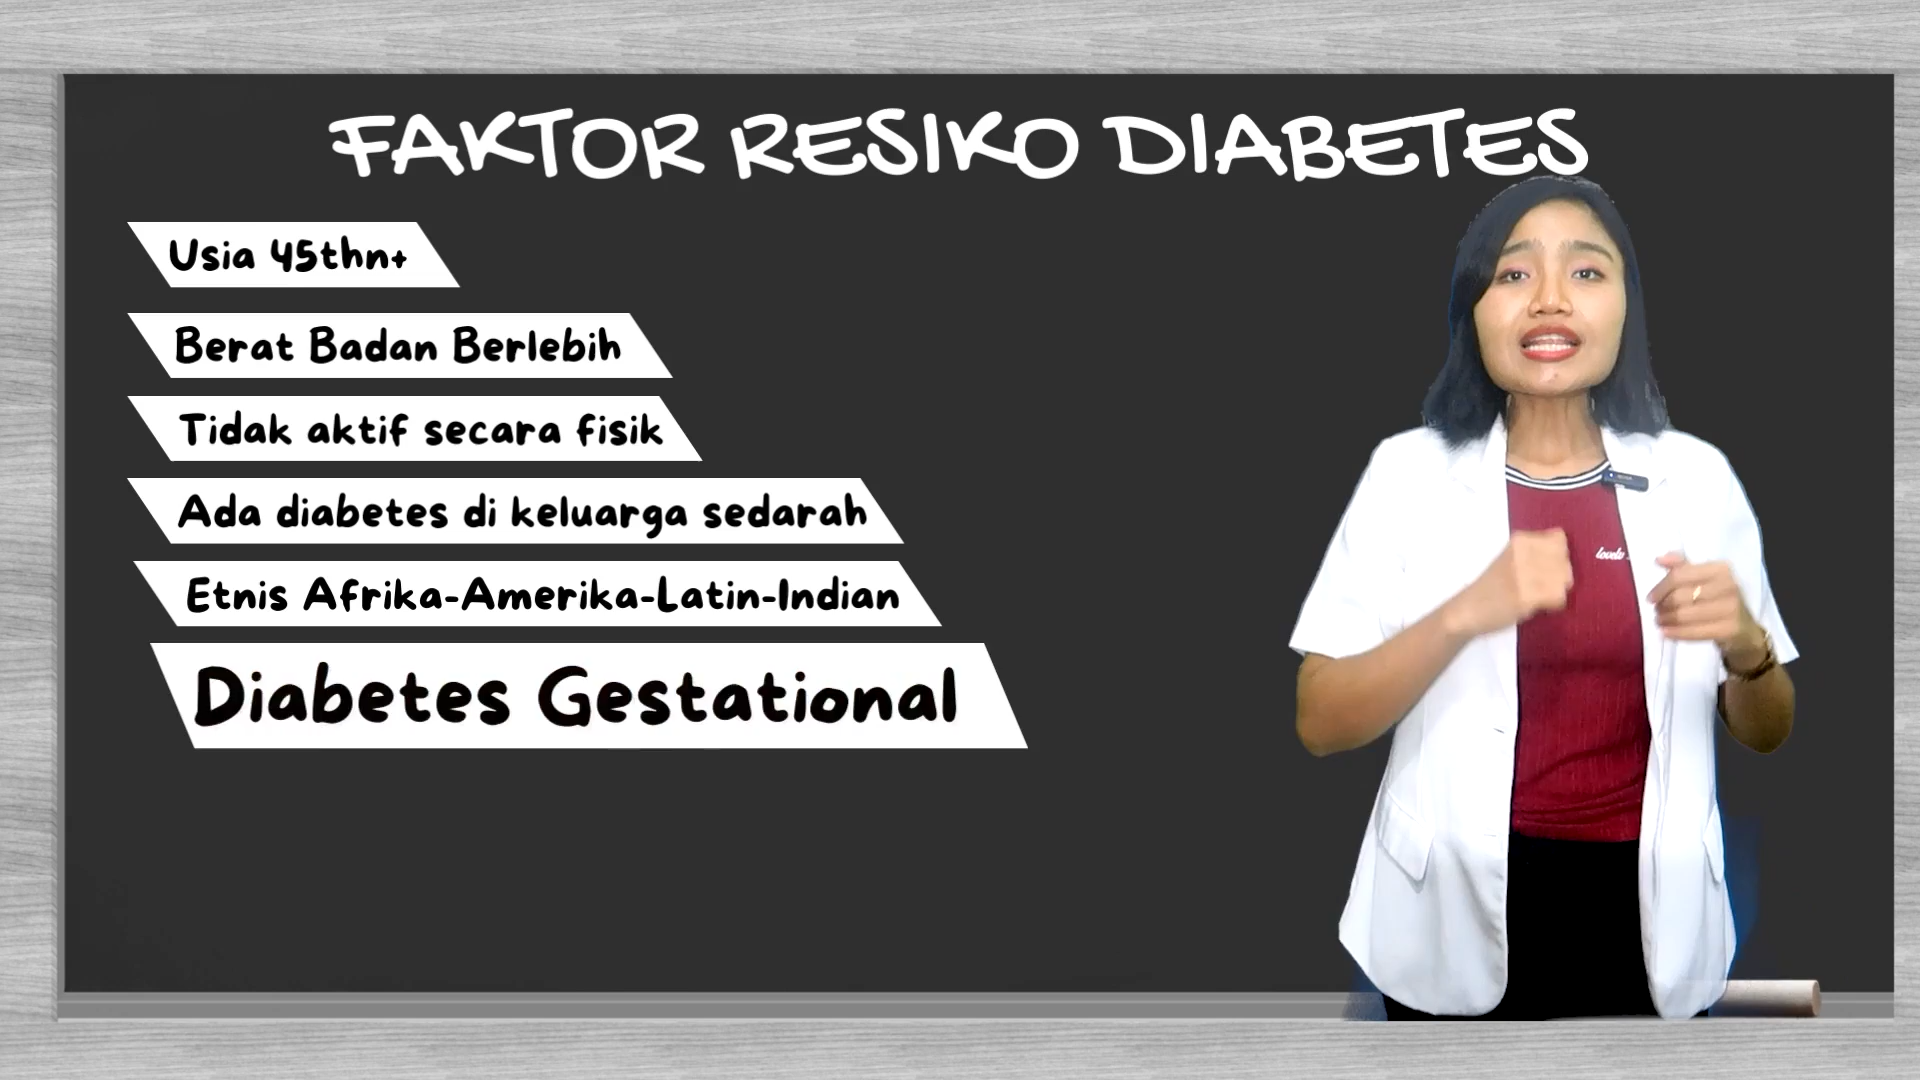 FAKTOR RESIKO DIABETES
Usia 45thn+
Berat Badan Berlebih
Tidak aktif secara fisik
Ada diabetes di keluarga sedarah
Etnis Afrika-Amerika-Latin-Indian
Diabetes Gestational
lovely